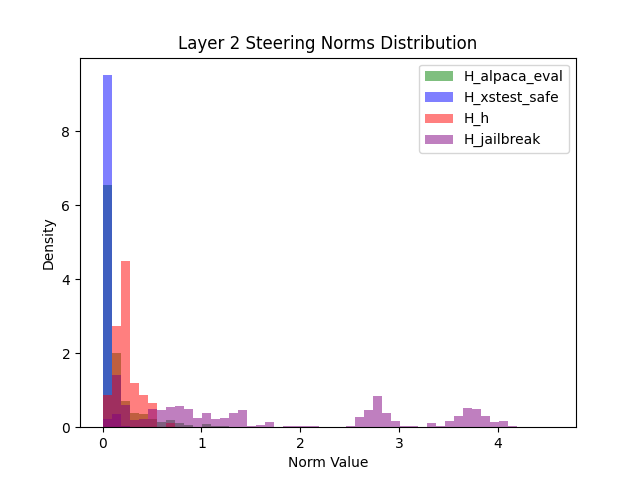 Layer 2 Steering Norms Distribution
H_alpaca_eval
H_xstest_safe
H_h
H_jailbreak
Density
8
6
4
2
0
0 1 2 3 4
Norm Value